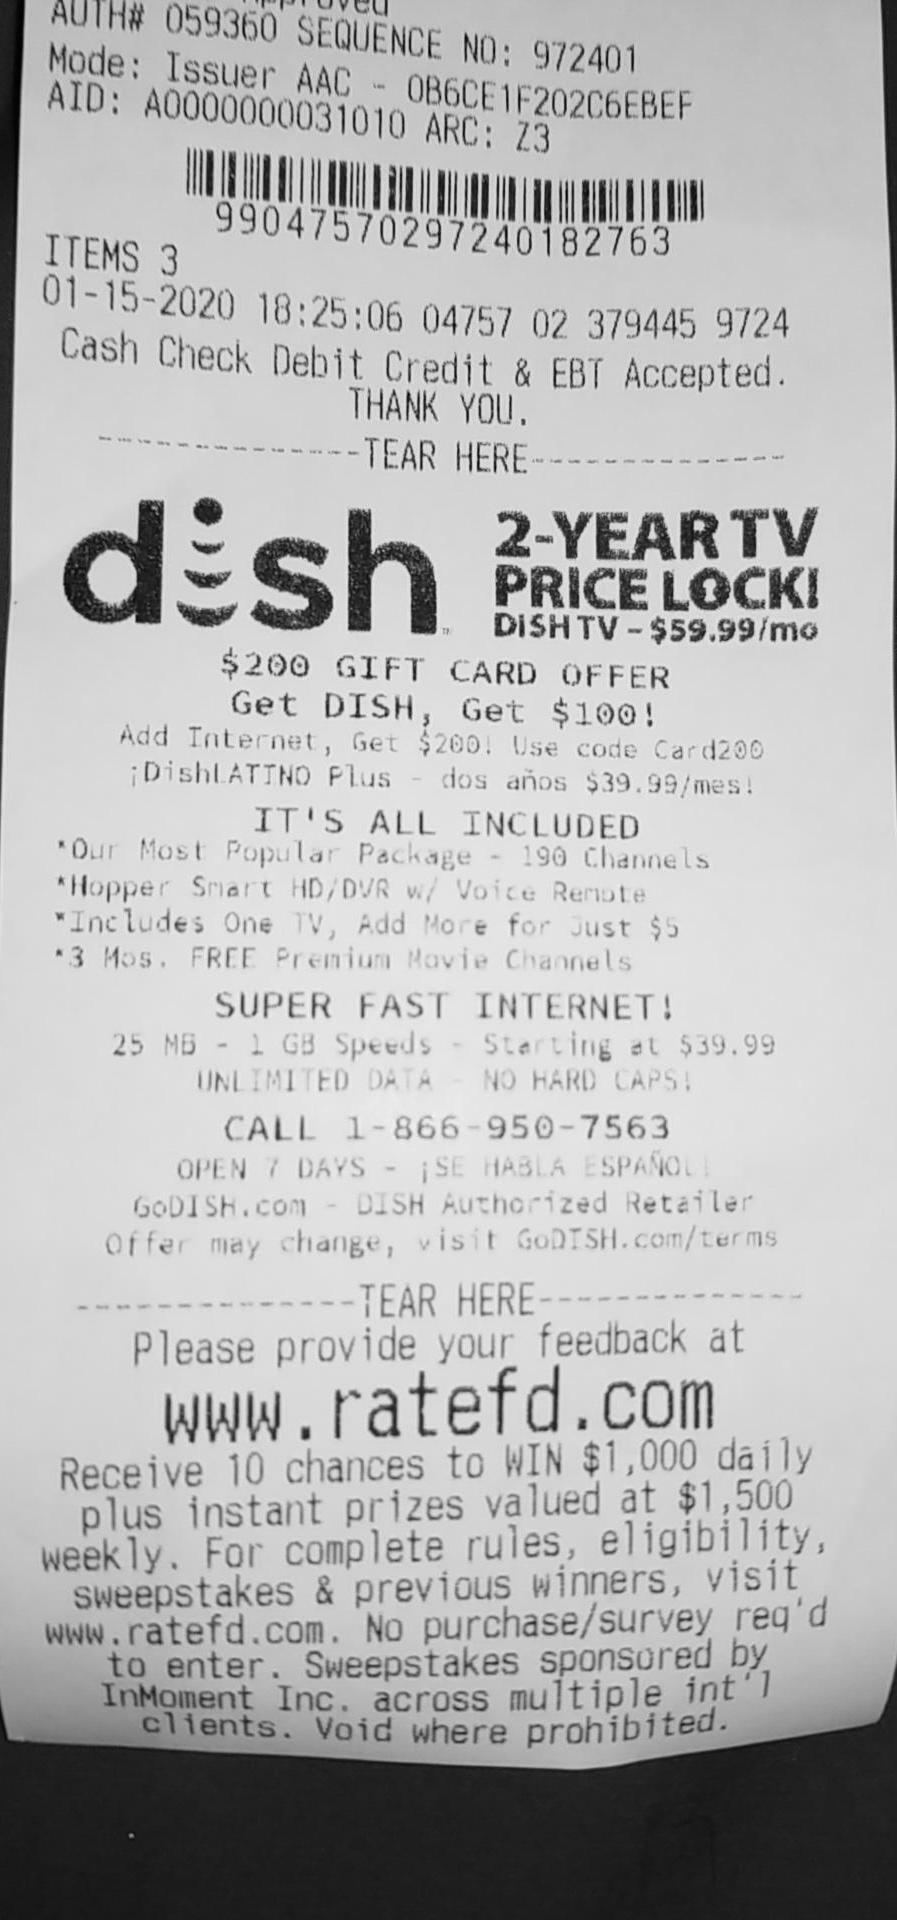 AUTH# 059360 SEQUENCE NO: 972401
Mode: Issuer AAC - 0B6CE1F202C6EBEF
AID: A0000000031010 ARC: Z3
99047570297240182763
ITEMS 3
01-15-2020 18:25:06 04757 02 379445 9724
Cash Check Debit Credit & EBT Accepted.
THANK YOU.
---------------TEAR HERE--------------
dish 2-YEAR TV
PRICE LOCK!
DISH TV - $59.99/mo
$200 GIFT CARD OFFER
Get DISH, Get $100!
Add Internet, Get $200! Use code Card200
¡DishLATINO Plus - dos años $39.99/mes!
IT'S ALL INCLUDED
*Our Most Popular Package - 190 Channels
*Hopper Smart HD/DVR w/ Voice Remote
*Includes One TV, Add More for Just $5
*3 Mos. FREE Premium Movie Channels
SUPER FAST INTERNET!
25 MB - 1 GB Speeds - Starting at $39.99
UNLIMITED DATA - NO HARD CAPS!
CALL 1-866-950-7563
OPEN 7 DAYS - ¡SE HABLA ESPAÑOL!
GoDISH.com - DISH Authorized Retailer
Offer may change, visit GoDISH.com/terms
--------------TEAR HERE--------------
Please provide your feedback at
www.ratefd.com
Receive 10 chances to WIN $1,000 daily
plus instant prizes valued at $1,500
weekly. For complete rules, eligibility,
sweepstakes & previous winners, visit
www.ratefd.com. No purchase/survey req'd
to enter. Sweepstakes sponsored by
InMoment Inc. across multiple int'l
clients. Void where prohibited.